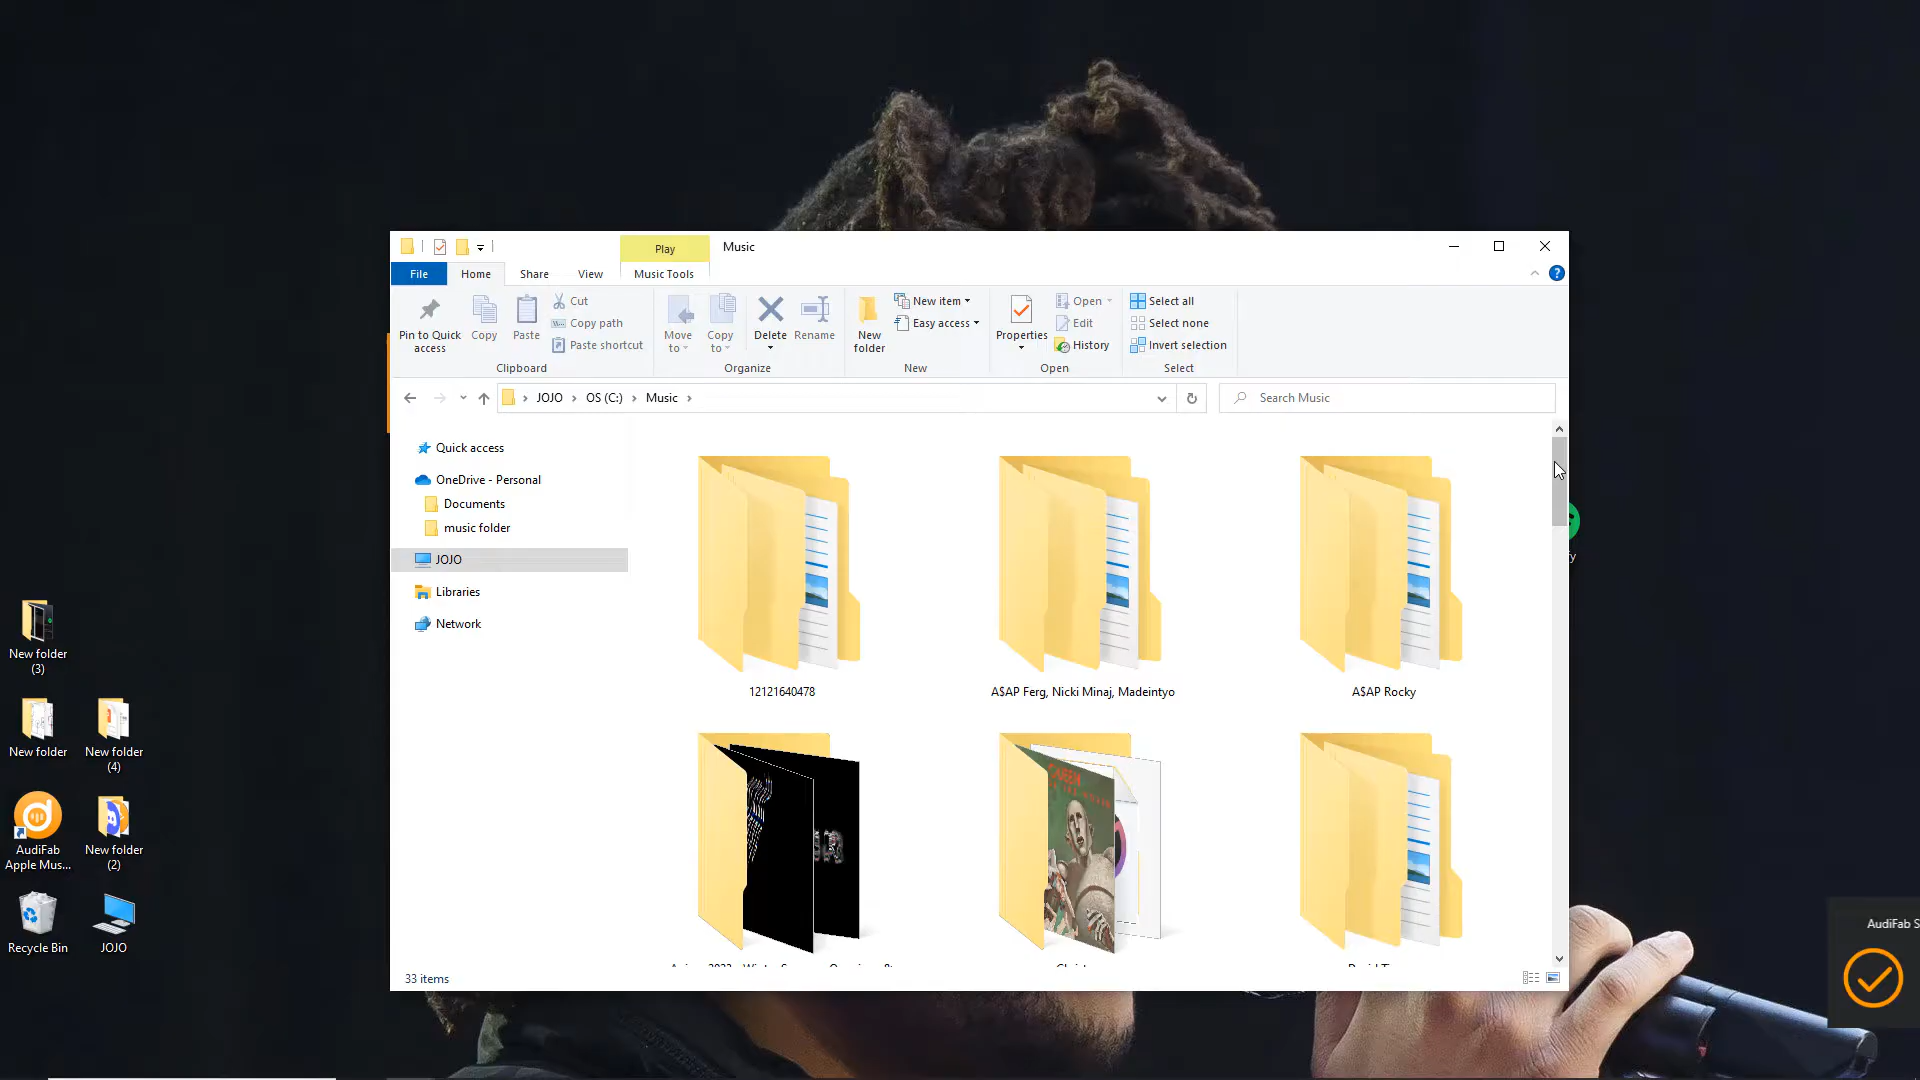 Play
Music
File
Home
Share
View
Music Tools
Pin to Quick access
Copy
Paste
Cut
Copy path
Paste shortcut
Clipboard
Move to
Copy to
Delete
Rename
Organize
New folder
New item
Easy access
New
Properties
Open
Edit
History
Open
Select all
Select none
Invert selection
Select
JOJO > OS (C:) > Music >
Search Music
Quick access
OneDrive - Personal
Documents
music folder
JOJO
Libraries
Network
12121640478
A$AP Ferg, Nicki Minaj, Madeintyo
A$AP Rocky
QUEEN
33 items
New folder (3)
New folder
New folder (4)
AudiFab Apple Mus...
New folder (2)
Recycle Bin
JOJO
AudiFab S